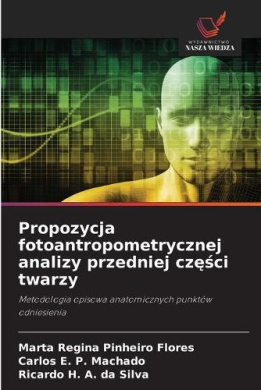 WYDAWNICTWO
NASZA WIEDZA
Propozycja
fotoantropometrycznej
analizy przedniej części
twarzy
Metodologia opisowa anatomicznych punktów
odniesienia
Marta Regina Pinheiro Flores
Carlos E. P. Machado
Ricardo H. A. da Silva